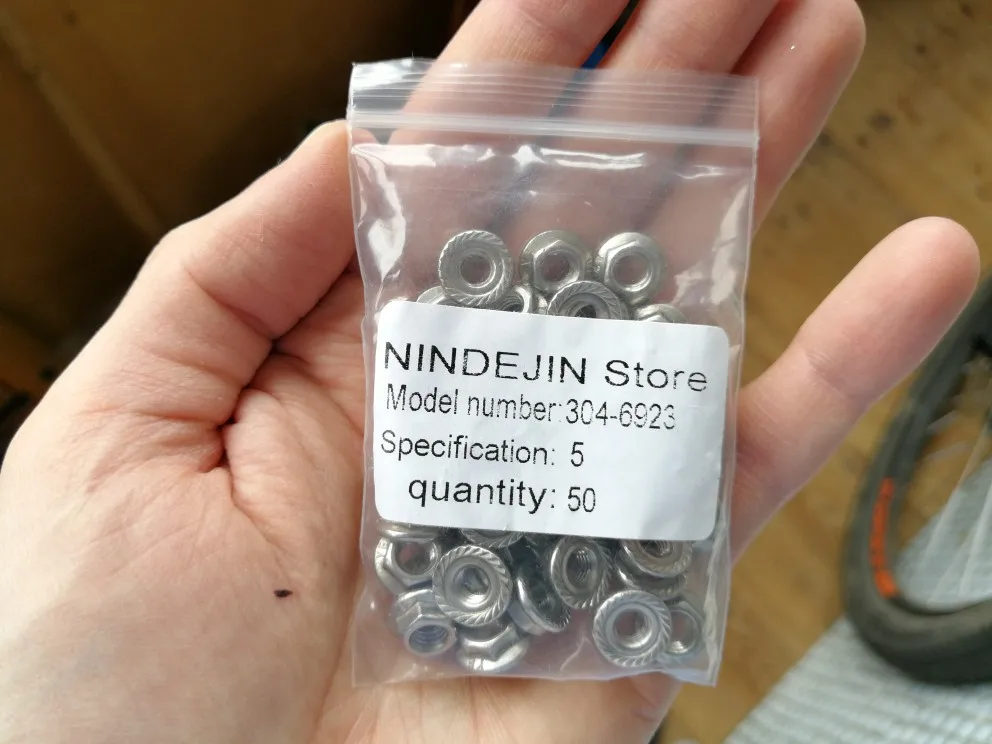 NINDEJIN Store
Model number:304-6923
Specification: 5
quantity: 50